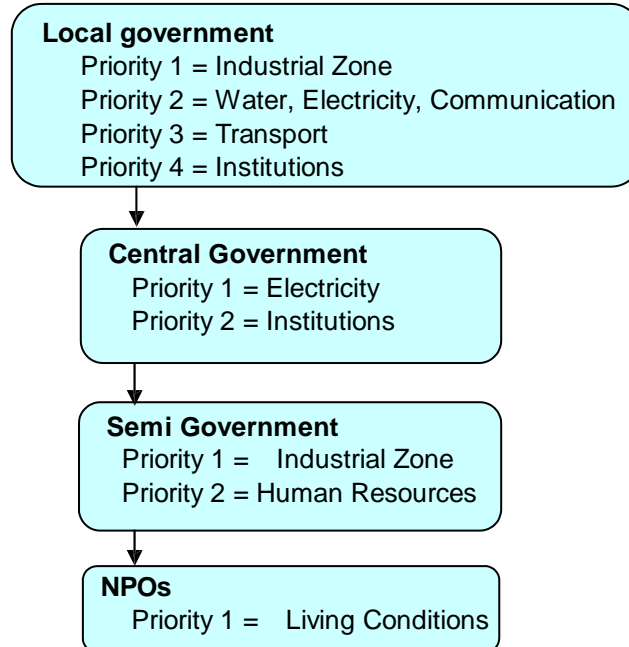 Local government
Priority 1 = Industrial Zone
Priority 2 = Water, Electricity, Communication
Priority 3 = Transport
Priority 4 = Institutions
Central Government
Priority 1 = Electricity
Priority 2 = Institutions
Semi Government
Priority 1 = Industrial Zone
Priority 2 = Human Resources
NPOs
Priority 1 = Living Conditions